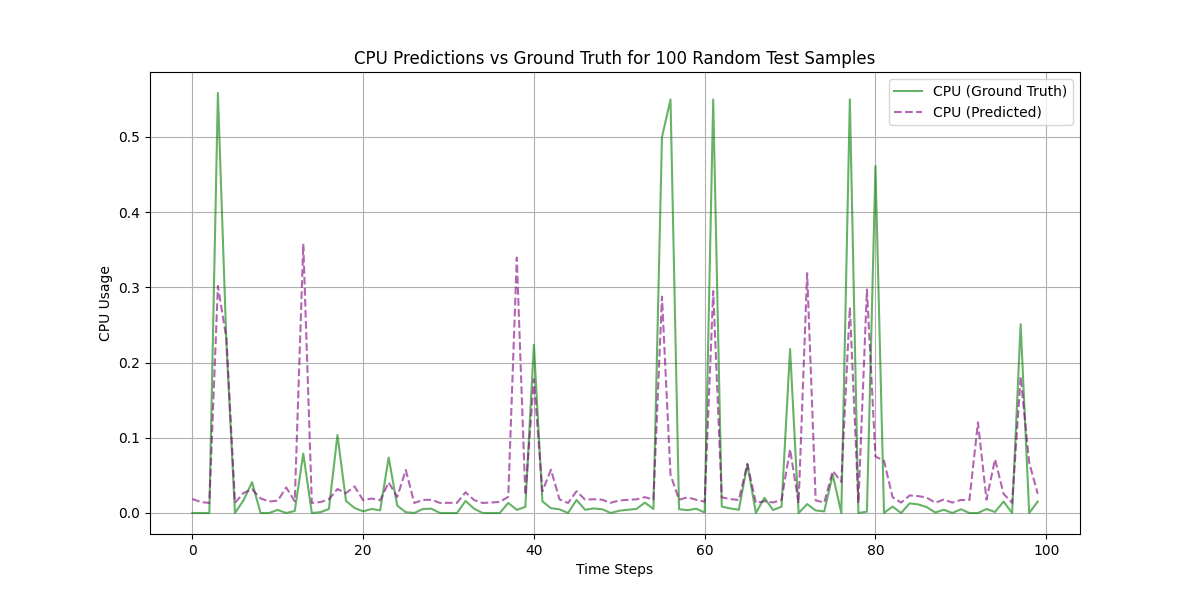 CPU Predictions vs Ground Truth for 100 Random Test Samples
CPU (Ground Truth)
CPU (Predicted)
CPU Usage
0.5
0.4
0.3
0.2
0.1
0.0
0 20 40 60 80 100
Time Steps